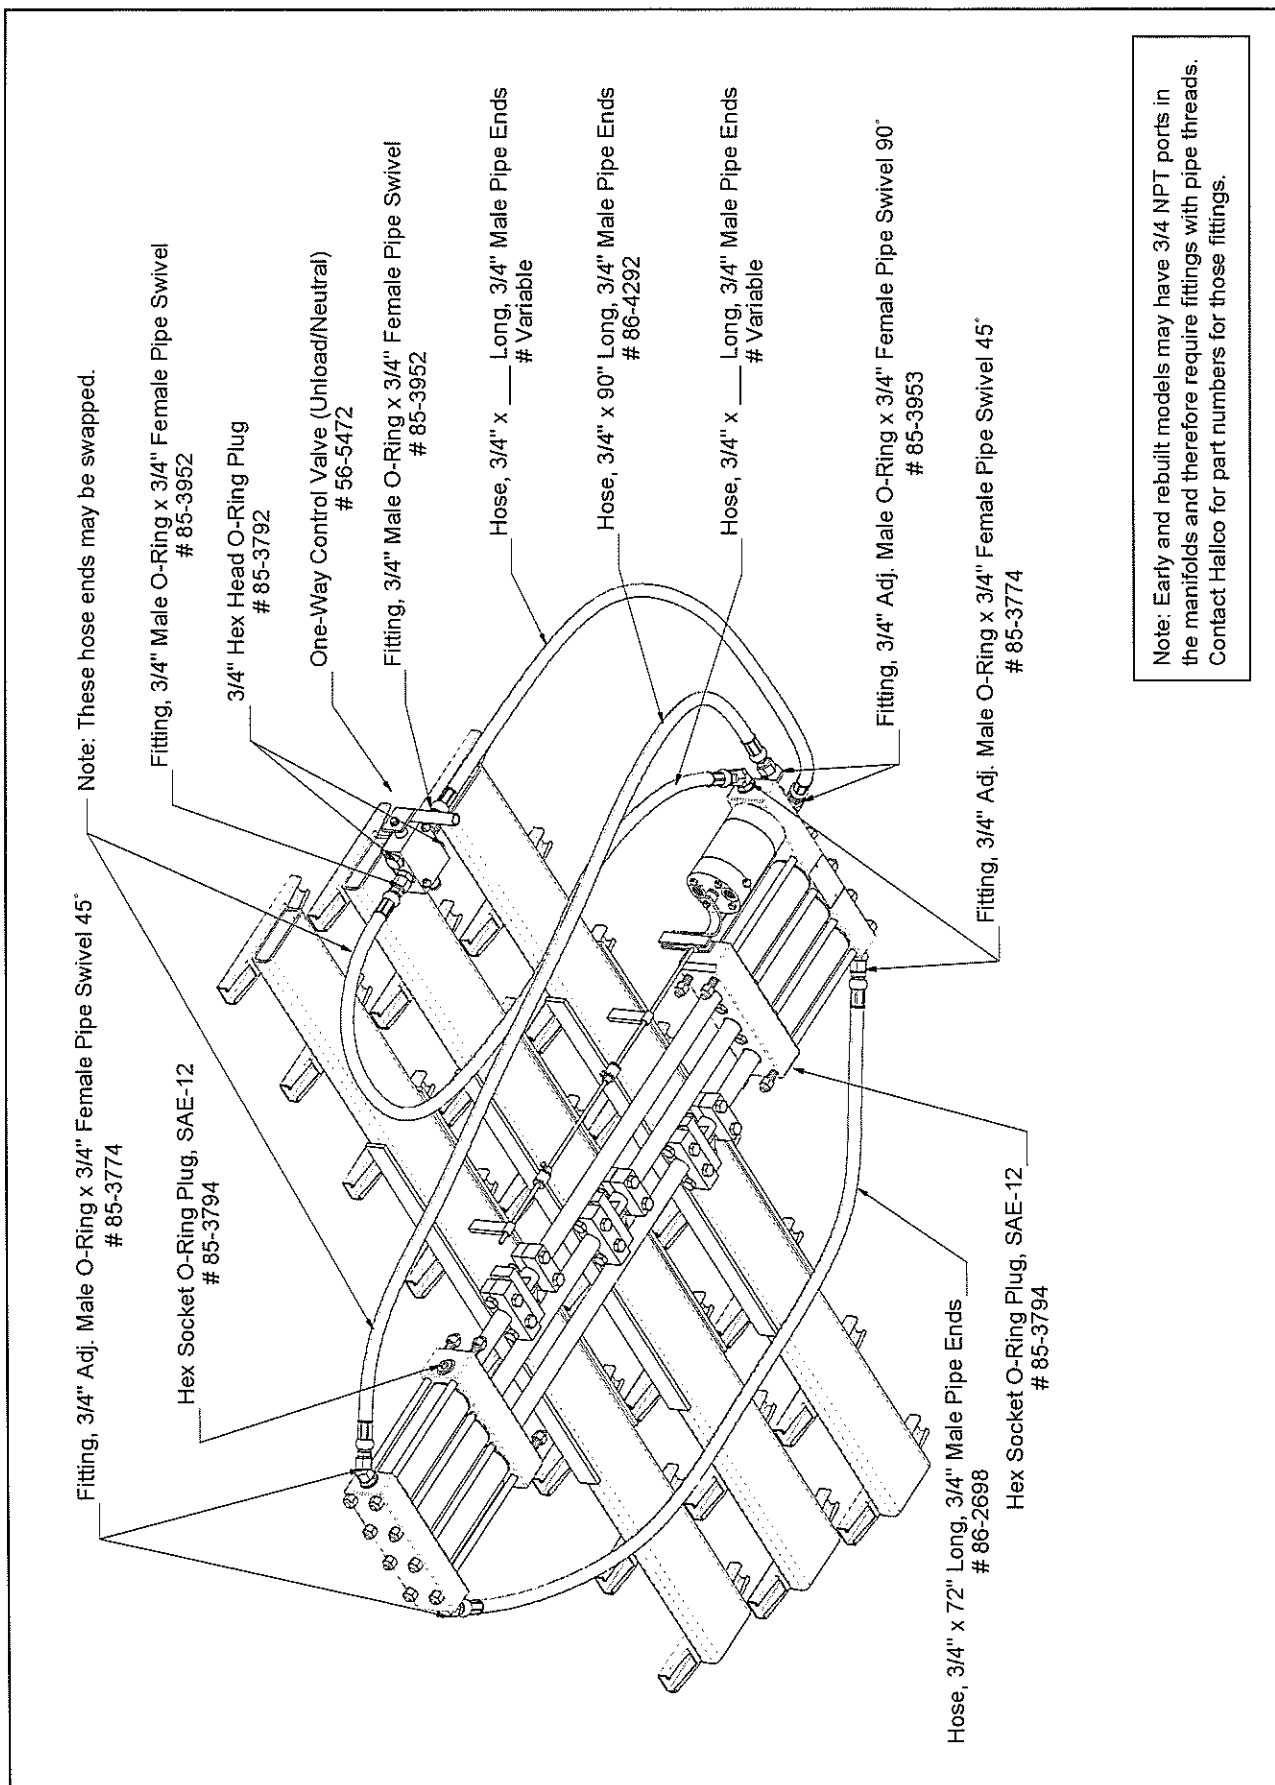 Note: These hose ends may be swapped.
Fitting, 3/4" Male O-Ring x 3/4" Female Pipe Swivel
# 85-3952
3/4" Hex Head O-Ring Plug
# 85-3792
One-Way Control Valve (Unload/Neutral)
# 56-5472
Fitting, 3/4" Male O-Ring x 3/4" Female Pipe Swivel
# 85-3952
Hose, 3/4" x ___ Long, 3/4" Male Pipe Ends
# Variable
Hose, 3/4" x 90" Long, 3/4" Male Pipe Ends
# 86-4292
Hose, 3/4" x ___ Long, 3/4" Male Pipe Ends
# Variable
Fitting, 3/4" Adj. Male O-Ring x 3/4" Female Pipe Swivel 90°
# 85-3953
Fitting, 3/4" Adj. Male O-Ring x 3/4" Female Pipe Swivel 45°
# 85-3774
Fitting, 3/4" Adj. Male O-Ring x 3/4" Female Pipe Swivel 45°
# 85-3774
Hex Socket O-Ring Plug, SAE-12
# 85-3794
Hose, 3/4" x 72" Long, 3/4" Male Pipe Ends
# 86-2698
Hex Socket O-Ring Plug, SAE-12
# 85-3794
Note: Early and rebuilt models may have 3/4 NPT ports in
the manifolds and therefore require fittings with pipe threads.
Contact Hallco for part numbers for those fittings.